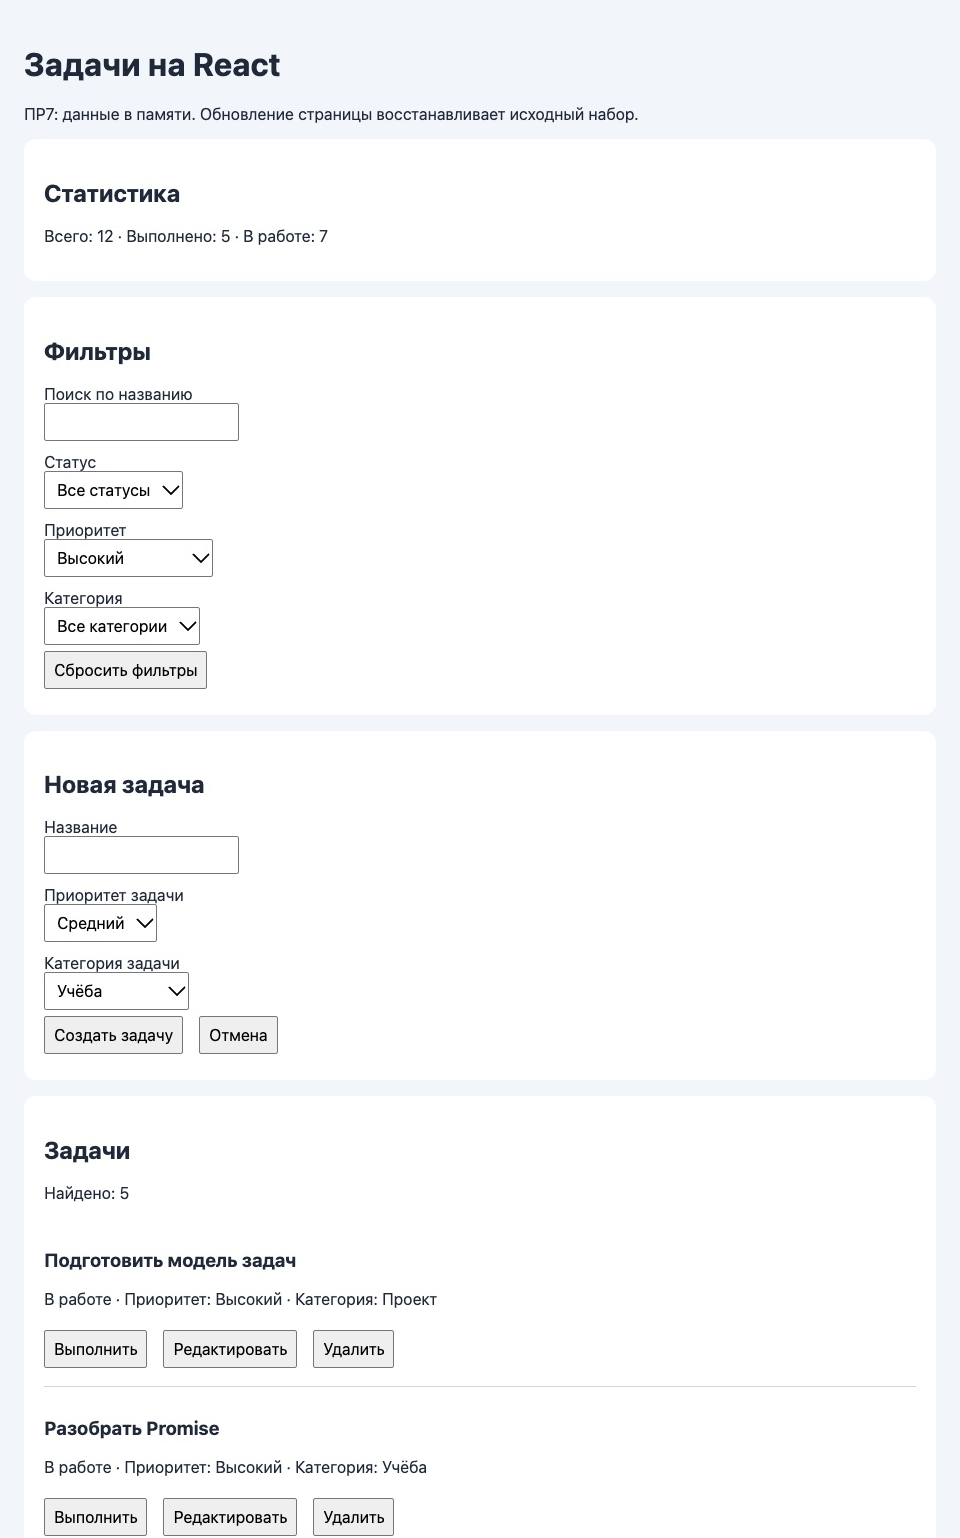 Задачи на React
ПР7: данные в памяти. Обновление страницы восстанавливает исходный набор.
Статистика
Всего: 12 · Выполнено: 5 · В работе: 7
Фильтры
Поиск по названию
Статус
Все статусы
Приоритет
Высокий
Категория
Все категории
Сбросить фильтры
Новая задача
Название
Приоритет задачи
Средний
Категория задачи
Учёба
Создать задачу Отмена
Задачи
Найдено: 5
Подготовить модель задач
В работе · Приоритет: Высокий · Категория: Проект
Выполнить Редактировать Удалить
Разобрать Promise
В работе · Приоритет: Высокий · Категория: Учёба
Выполнить Редактировать Удалить